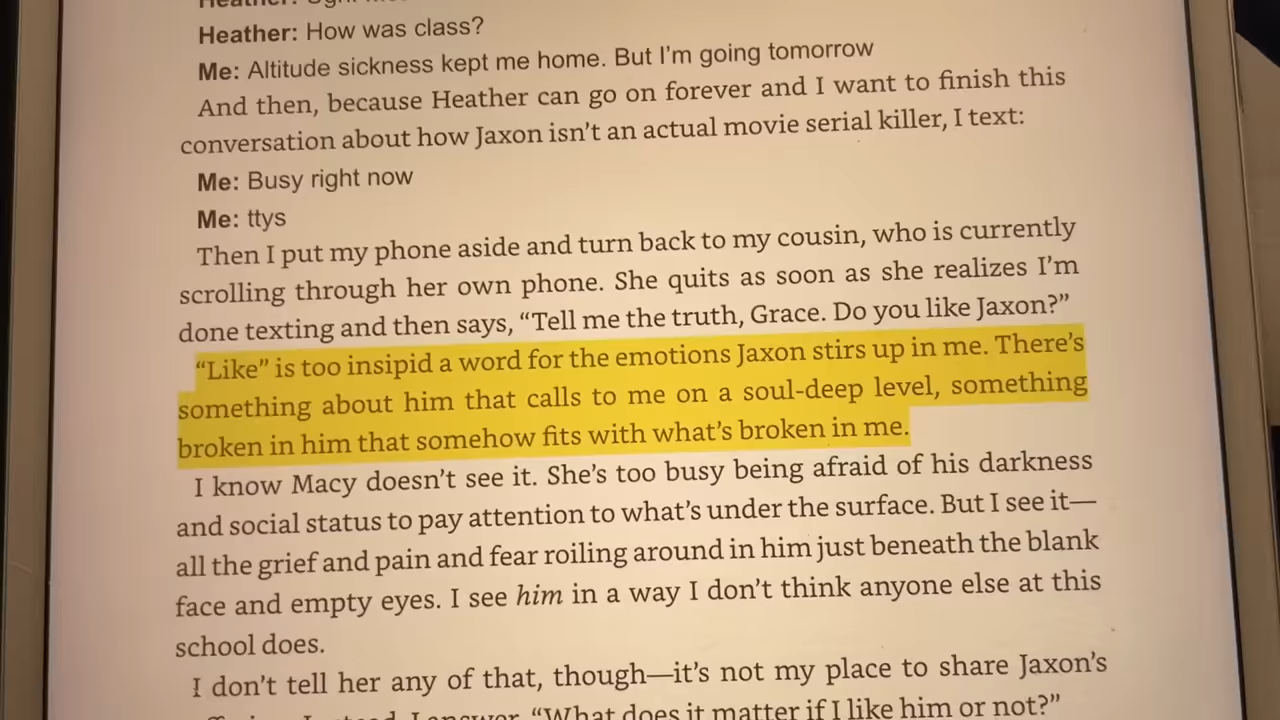 Heather:
Heather: How was class?
Me: Altitude sickness kept me home. But I'm going tomorrow
And then, because Heather can go on forever and I want to finish this
conversation about how Jaxon isn't an actual movie serial killer, I text:
Me: Busy right now
Me: ttys
Then I put my phone aside and turn back to my cousin, who is currently
scrolling through her own phone. She quits as soon as she realizes I'm
done texting and then says, “Tell me the truth, Grace. Do you like Jaxon?”
“Like” is too insipid a word for the emotions Jaxon stirs up in me. There's
something about him that calls to me on a soul-deep level, something
broken in him that somehow fits with what's broken in me.
I know Macy doesn't see it. She's too busy being afraid of his darkness
and social status to pay attention to what's under the surface. But I see it—
all the grief and pain and fear roiling around in him just beneath the blank
face and empty eyes. I see him in a way I don't think anyone else at this
school does.
I don't tell her any of that, though—it's not my place to share Jaxon's
“What does it matter if I like him or not?”